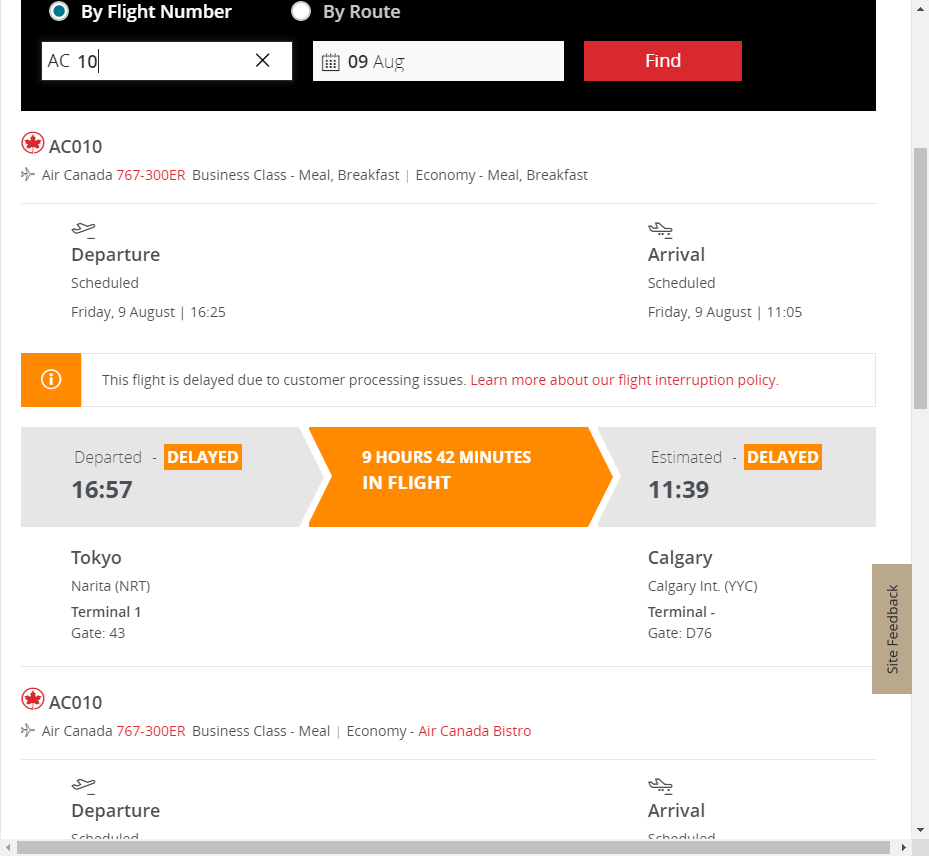 By Flight Number By Route
AC 10 09 Aug Find
AC010
Air Canada 767-300ER Business Class - Meal, Breakfast | Economy - Meal, Breakfast
Departure Arrival
Scheduled Scheduled
Friday, 9 August | 16:25 Friday, 9 August | 11:05
This flight is delayed due to customer processing issues. Learn more about our flight interruption policy.
Departed - DELAYED 9 HOURS 42 MINUTES Estimated - DELAYED
16:57 IN FLIGHT 11:39
Tokyo Calgary
Narita (NRT) Calgary Int. (YYC)
Terminal 1 Terminal -
Gate: 43 Gate: D76
Site Feedback
AC010
Air Canada 767-300ER Business Class - Meal | Economy - Air Canada Bistro
Departure Arrival
Scheduled Scheduled